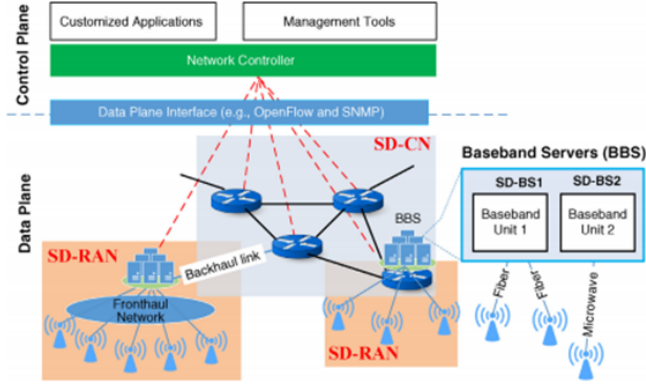 Control Plane
Customized Applications
Management Tools
Network Controller
Data Plane Interface (e.g., OpenFlow and SNMP)
Data Plane
SD-CN
Baseband Servers (BBS)
SD-BS1
SD-BS2
Baseband
Unit 1
Baseband
Unit 2
BBS
SD-RAN
Backhaul link
Fronthaul
Network
SD-RAN
Fiber
Fiber
Microwave